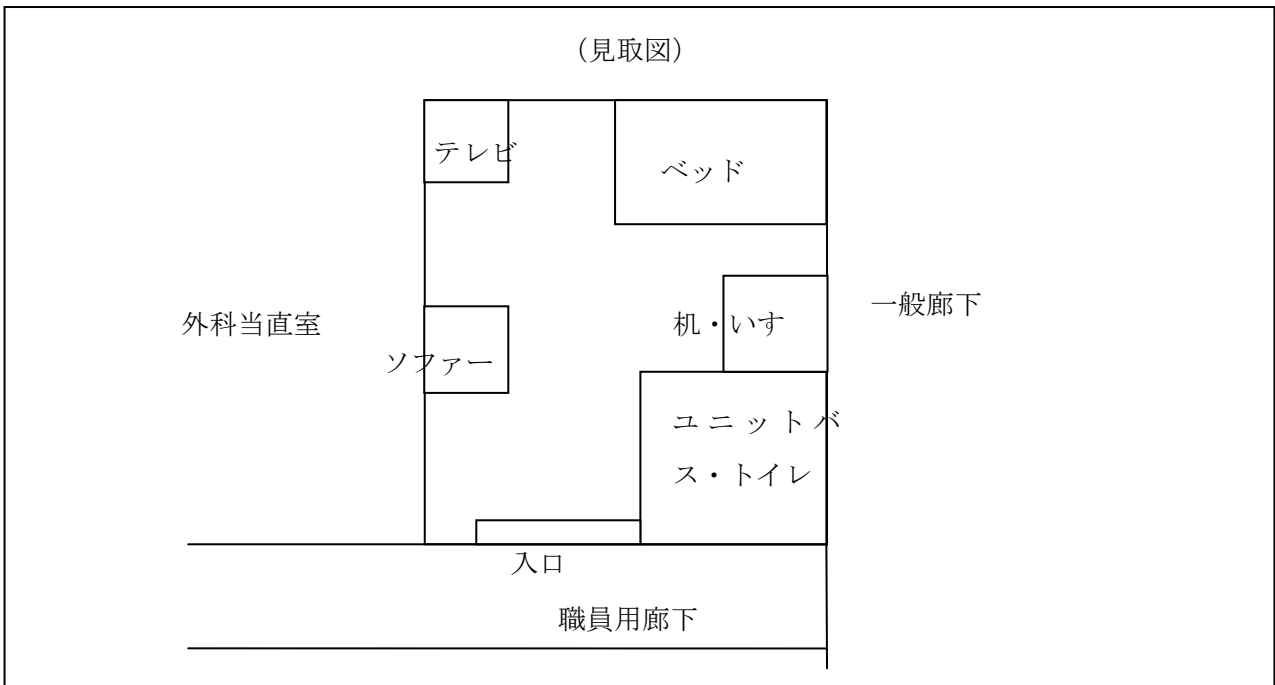 （見取図）
テレビ
ベッド
一般廊下
外科当直室
机・いす
ソファー
ユニットバ
ス・トイレ
入口
職員用廊下